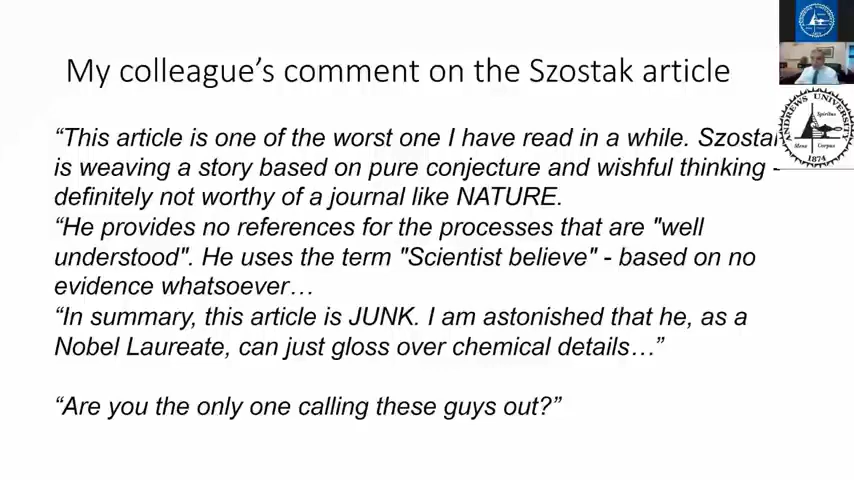 My colleague's comment on the Szostak article
“This article is one of the worst one I have read in a while. Szostak
is weaving a story based on pure conjecture and wishful thinking -
definitely not worthy of a journal like NATURE.
“He provides no references for the processes that are "well
understood". He uses the term "Scientist believe" - based on no
evidence whatsoever…
“In summary, this article is JUNK. I am astonished that he, as a
Nobel Laureate, can just gloss over chemical details…”
“Are you the only one calling these guys out?”
ANDREWS UNIVERSITY
Spiritus
Mens Corpus
1874